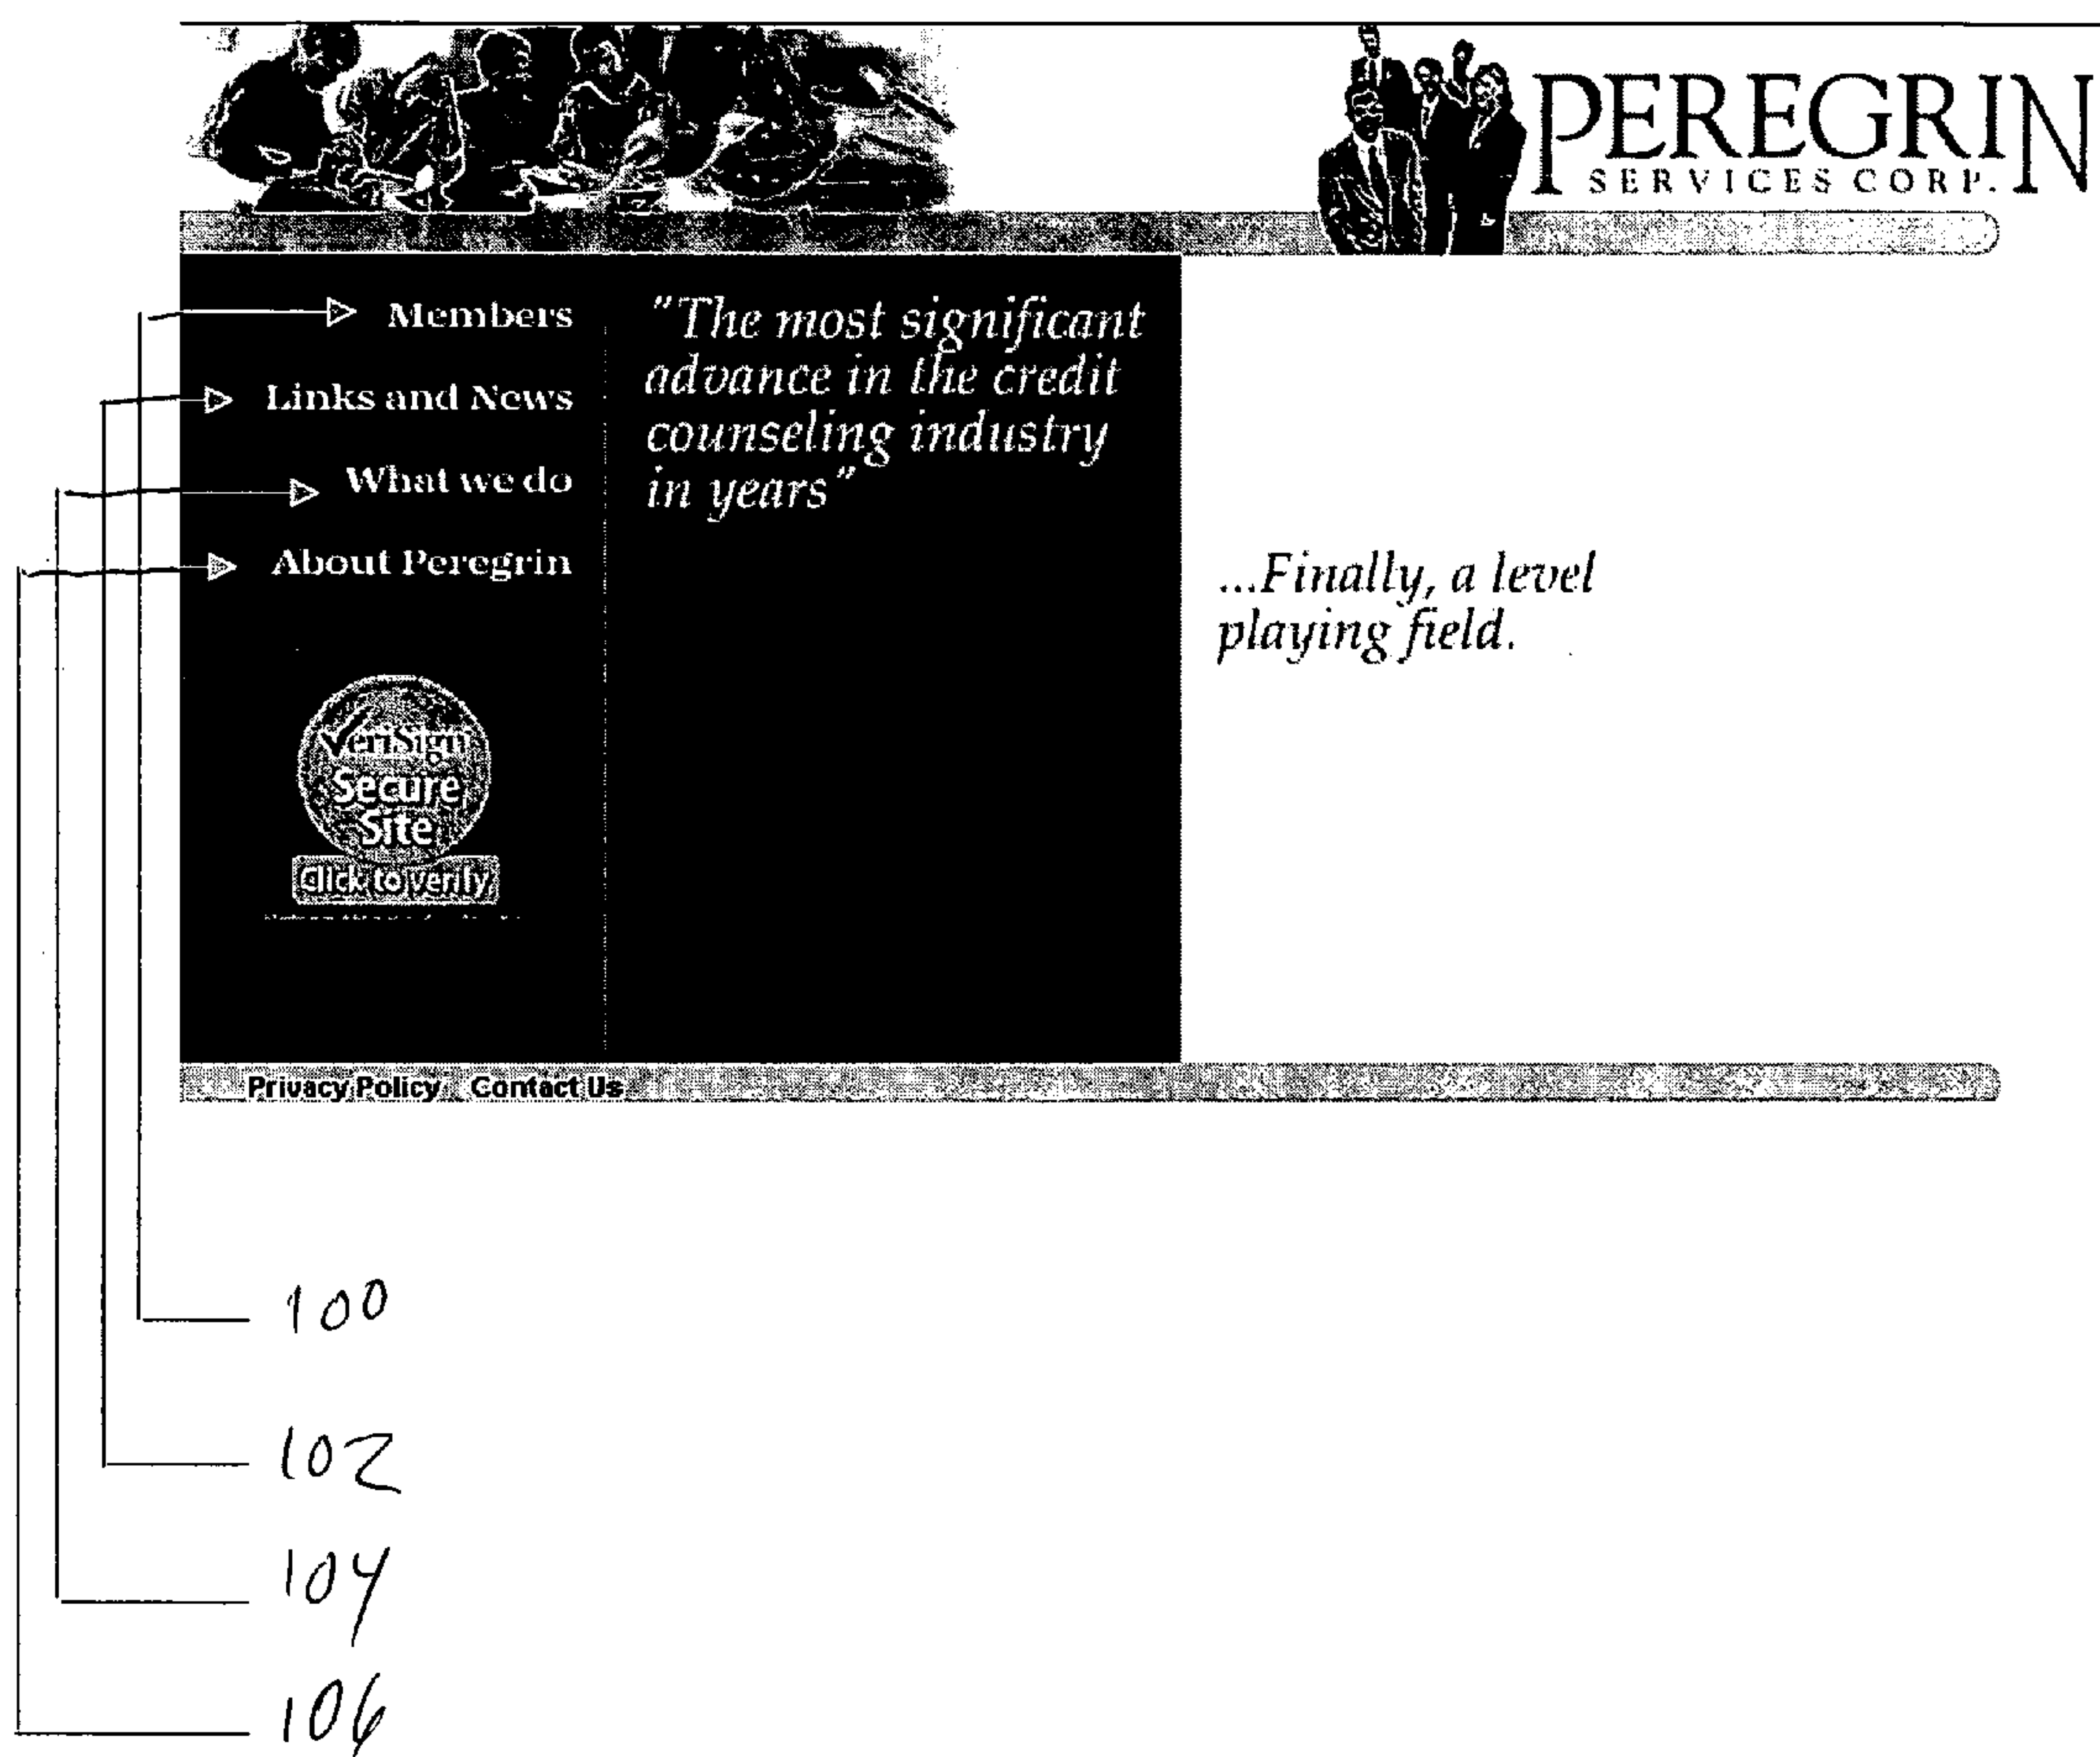 PEREGRIN
SERVICES CORP.
Members
Links and News
What we do
About Peregrin
"The most significant
advance in the credit
counseling industry
in years"
...Finally, a level
playing field.
VeriSign
Secure
Site
Click to verify
Privacy Policy Contact Us
100
102
104
106